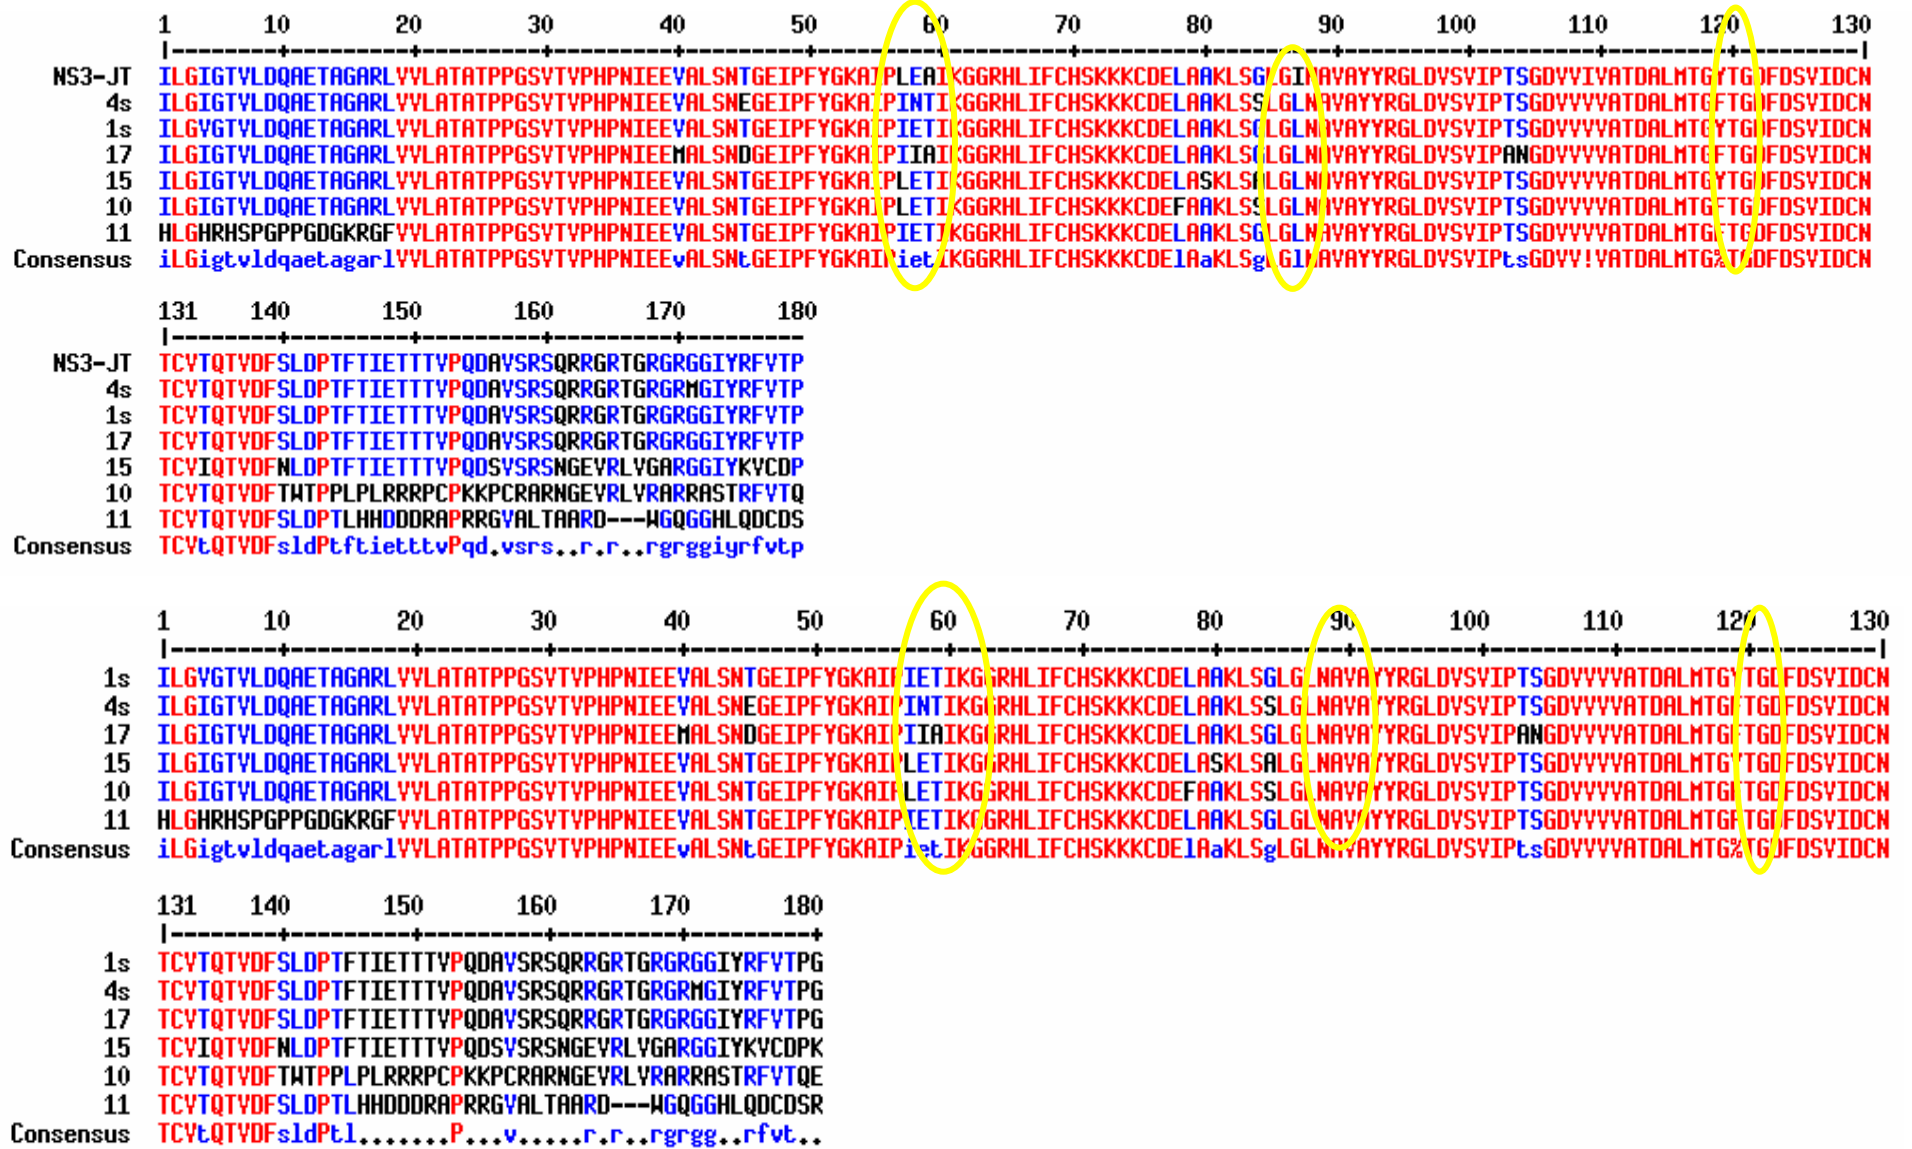 1 10 20 30 40 50 60 70 80 90 100 110 120 130
|--------+---------+---------+---------+---------+---------+---------+---------+---------+---------+---------+---------+---------|
NS3-JT ILGIGTVLDQAETAGARLVVLATATPPGSVTVPHPNIEEVALSNTGEIPFYGKAIPLEAIKGGRHLIFCHSKKKCDELAAKLSGLGINAVAYYRGLDVSVIPTSGDVVIVATDALMTGYTGDFDSVIDCN
4s ILGIGTVLDQAETAGARLVVLATATPPGSVTVPHPNIEEVALSNEGEIPFYGKAIPINTIKGGRHLIFCHSKKKCDELAAKLSSLGLNAVAYYRGLDVSVIPTSGDVVVVATDALMTGFTGDFDSVIDCN
1s ILGVGTVLDQAETAGARLVVLATATPPGSVTVPHPNIEEVALSNTGEIPFYGKAIPIETIKGGRHLIFCHSKKKCDELAAKLSGLGLNAVAYYRGLDVSVIPTSGDVVVVATDALMTGYTGDFDSVIDCN
17 ILGIGTVLDQAETAGARLVVLATATPPGSVTVPHPNIEEMALSNDGEIPFYGKAIPIIAIKGGRHLIFCHSKKKCDELAAKLSGLGLNAVAYYRGLDVSVIPANGDVVVVATDALMTGFTGDFDSVIDCN
15 ILGIGTVLDQAETAGARLVVLATATPPGSVTVPHPNIEEVALSNTGEIPFYGKAIPLETIKGGRHLIFCHSKKKCDELASKLSALGLNAVAYYRGLDVSVIPTSGDVVVVATDALMTGYTGDFDSVIDCN
10 ILGIGTVLDQAETAGARLVVLATATPPGSVTVPHPNIEEVALSNTGEIPFYGKAIPLETIKGGRHLIFCHSKKKCDEFAAKLSSLGLNAVAYYRGLDVSVIPTSGDVVVVATDALMTGFTGDFDSVIDCN
11 HLGHRHSPGPPGDGKRGFVVLATATPPGSVTVPHPNIEEVALSNTGEIPFYGKAIPIETIKGGRHLIFCHSKKKCDELAAKLSGLGLNAVAYYRGLDVSVIPTSGDVVVVATDALMTGFTGDFDSVIDCN
Consensus iLGigtvldqaetagarlVVLATATPPGSVTVPHPNIEEvALSNtGEIPFYGKAIPietIKGGRHLIFCHSKKKCDElAaKLSgLGlNAVAYYRGLDVSVIPtsGDVV!VATDALMTG%TGDFDSVIDCN
131 140 150 160 170 180
|--------+---------+---------+---------+---------|
NS3-JT TCVTQTVDFSLDPTFTIETTTVPQDAVSRSQRRGRTGRGRGGIYRFVTP
4s TCVTQTVDFSLDPTFTIETTTVPQDAVSRSQRRGRTGRGRMGIYRFVTP
1s TCVTQTVDFSLDPTFTIETTTVPQDAVSRSQRRGRTGRGRGGIYRFVTP
17 TCVTQTVDFSLDPTFTIETTTVPQDAVSRSQRRGRTGRGRGGIYRFVTP
15 TCVIQTVDFNLDPTFTIETTTVPQDSVSRSNGEVRLVGARGGIYKVCDP
10 TCVTQTVDFTWTPPLPLRRRPCPKKPCRARNGEVRLVRARRASTRFVTQ
11 TCVTQTVDFSLDPTLHHDDDRAPRRGVALTAARD---WGQGGHLQDCDS
Consensus TCVtQTVDFsldPtftietttvPqd.vsrs..r.r..rgrggiyrfvtp
1 10 20 30 40 50 60 70 80 90 100 110 120 130
|--------+---------+---------+---------+---------+---------+---------+---------+---------+---------+---------+---------+---------|
1s ILGVGTVLDQAETAGARLVVLATATPPGSVTVPHPNIEEVALSNTGEIPFYGKAIPIETIKGGRHLIFCHSKKKCDELAAKLSGLGLNAVAYYRGLDVSVIPTSGDVVVVATDALMTGYTGDFDSVIDCN
4s ILGIGTVLDQAETAGARLVVLATATPPGSVTVPHPNIEEVALSNEGEIPFYGKAIPINTIKGGRHLIFCHSKKKCDELAAKLSSLGLNAVAYYRGLDVSVIPTSGDVVVVATDALMTGFTGDFDSVIDCN
17 ILGIGTVLDQAETAGARLVVLATATPPGSVTVPHPNIEEMALSNDGEIPFYGKAIPIIAIKGGRHLIFCHSKKKCDELAAKLSGLGLNAVAYYRGLDVSVIPANGDVVVVATDALMTGFTGDFDSVIDCN
15 ILGIGTVLDQAETAGARLVVLATATPPGSVTVPHPNIEEVALSNTGEIPFYGKAIPLETIKGGRHLIFCHSKKKCDELASKLSALGLNAVAYYRGLDVSVIPTSGDVVVVATDALMTGYTGDFDSVIDCN
10 ILGIGTVLDQAETAGARLVVLATATPPGSVTVPHPNIEEVALSNTGEIPFYGKAIPLETIKGGRHLIFCHSKKKCDEFAAKLSSLGLNAVAYYRGLDVSVIPTSGDVVVVATDALMTGFTGDFDSVIDCN
11 HLGHRHSPGPPGDGKRGFVVLATATPPGSVTVPHPNIEEVALSNTGEIPFYGKAIPIETIKGGRHLIFCHSKKKCDELAAKLSGLGLNAVAYYRGLDVSVIPTSGDVVVVATDALMTGFTGDFDSVIDCN
Consensus iLGigtvldqaetagarlVVLATATPPGSVTVPHPNIEEvALSNtGEIPFYGKAIPietIKGGRHLIFCHSKKKCDElAaKLSgLGLNAVAYYRGLDVSVIPtsGDVVVVATDALMTG%TGDFDSVIDCN
131 140 150 160 170 180
|--------+---------+---------+---------+---------+
1s TCVTQTVDFSLDPTFTIETTTVPQDAVSRSQRRGRTGRGRGGIYRFVTPG
4s TCVTQTVDFSLDPTFTIETTTVPQDAVSRSQRRGRTGRGRMGIYRFVTPG
17 TCVTQTVDFSLDPTFTIETTTVPQDAVSRSQRRGRTGRGRGGIYRFVTPG
15 TCVIQTVDFNLDPTFTIETTTVPQDSVSRSNGEVRLVGARGGIYKVCDPK
10 TCVTQTVDFTWTPPLPLRRRPCPKKPCRARNGEVRLVRARRASTRFVTQE
11 TCVTQTVDFSLDPTLHHDDDRAPRRGVALTAARD---WGQGGHLQDCDSR
Consensus TCVtQTVDFsldPtl.......P...v.....r.r..rgrgg..rfvt..